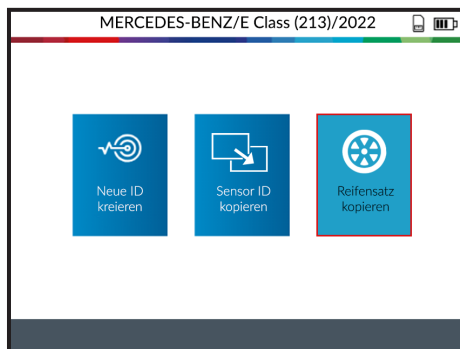 MERCEDES-BENZ/E Class (213)/2022
Neue ID
kreieren
Sensor ID
kopieren
Reifensatz
kopieren